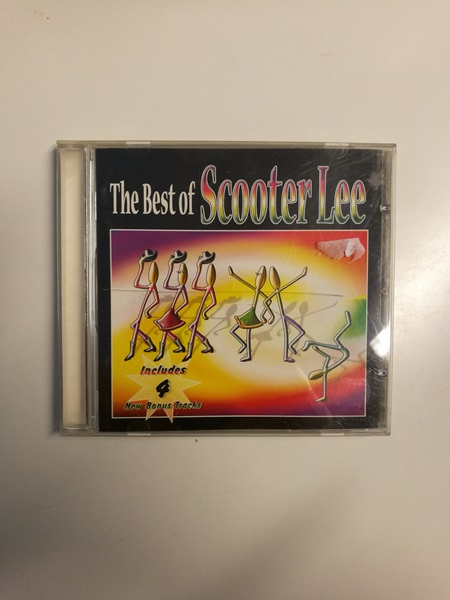 The Best of Scooter Lee
Includes
4
New Bonus Tracks